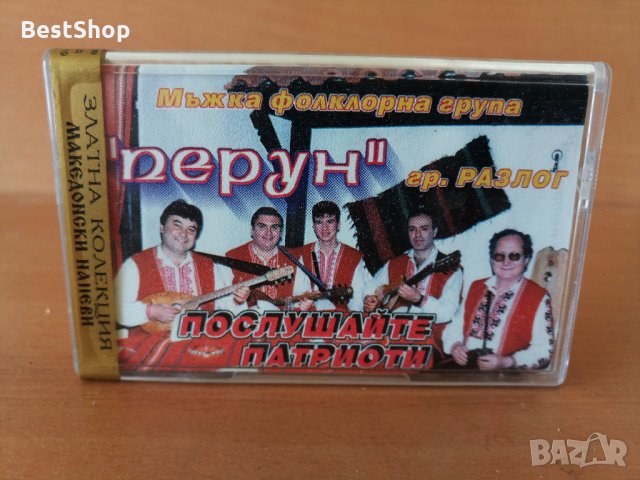 BestShop
ЗЛАТНА КОЛЕКЦИЯ
МАКЕДОНСКИ НАПЕВИ
Мъжка фолклорна група
"перун"
гр. РАЗЛОГ
ПОСЛУШАЙТЕ
ПАТРИОТИ
BAZAR